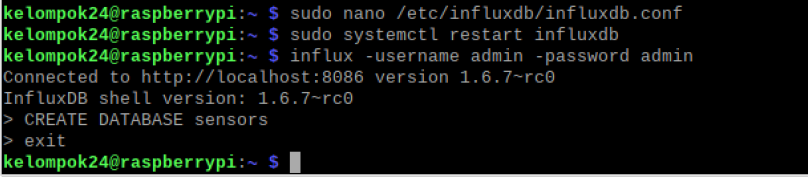 kelompok24@raspberrypi:~ $ sudo nano /etc/influxdb/influxdb.conf
kelompok24@raspberrypi:~ $ sudo systemctl restart influxdb
kelompok24@raspberrypi:~ $ influx -username admin -password admin
Connected to http://localhost:8086 version 1.6.7~rc0
InfluxDB shell version: 1.6.7~rc0
> CREATE DATABASE sensors
> exit
kelompok24@raspberrypi:~ $